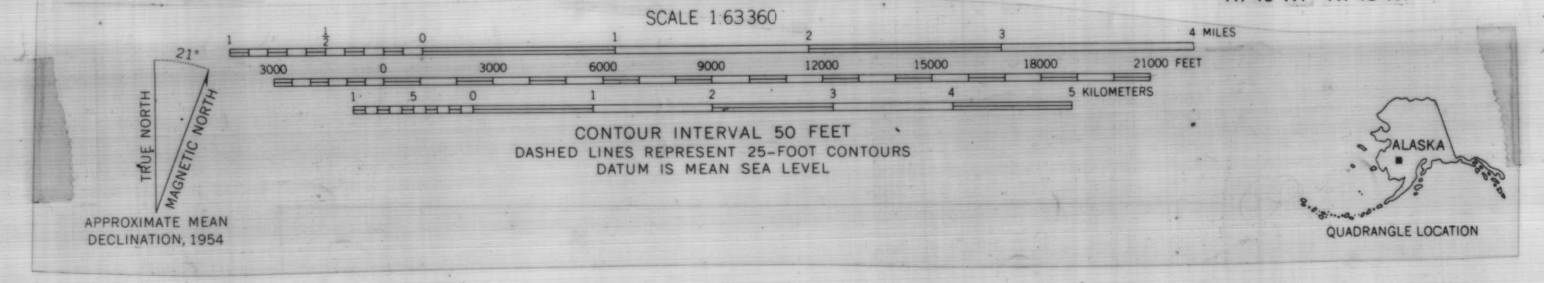 SCALE 1:63360
1 ½ 0 1 2 3 4 MILES
21°
3000 0 3000 6000 9000 12000 15000 18000 21000 FEET
1 .5 0 1 2 3 4 5 KILOMETERS
TRUE NORTH
MAGNETIC NORTH
CONTOUR INTERVAL 50 FEET
DASHED LINES REPRESENT 25-FOOT CONTOURS
DATUM IS MEAN SEA LEVEL
APPROXIMATE MEAN
DECLINATION, 1954
ALASKA
QUADRANGLE LOCATION